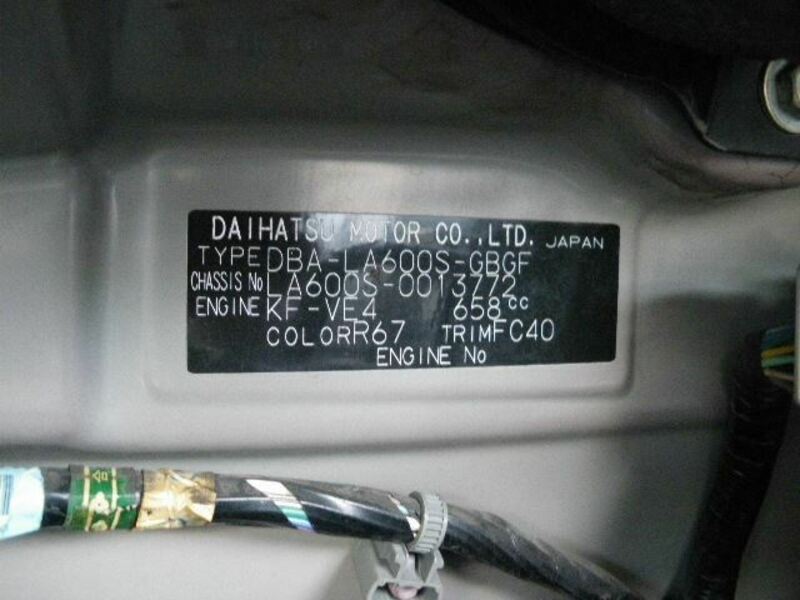 DAIHATSU MOTOR CO.,LTD. JAPAN
TYPE DBA-LA600S-GBGF
CHASSIS No LA600S-0013772
ENGINE KF-VE4 658cc
COLOR R67 TRIM FC40
ENGINE No